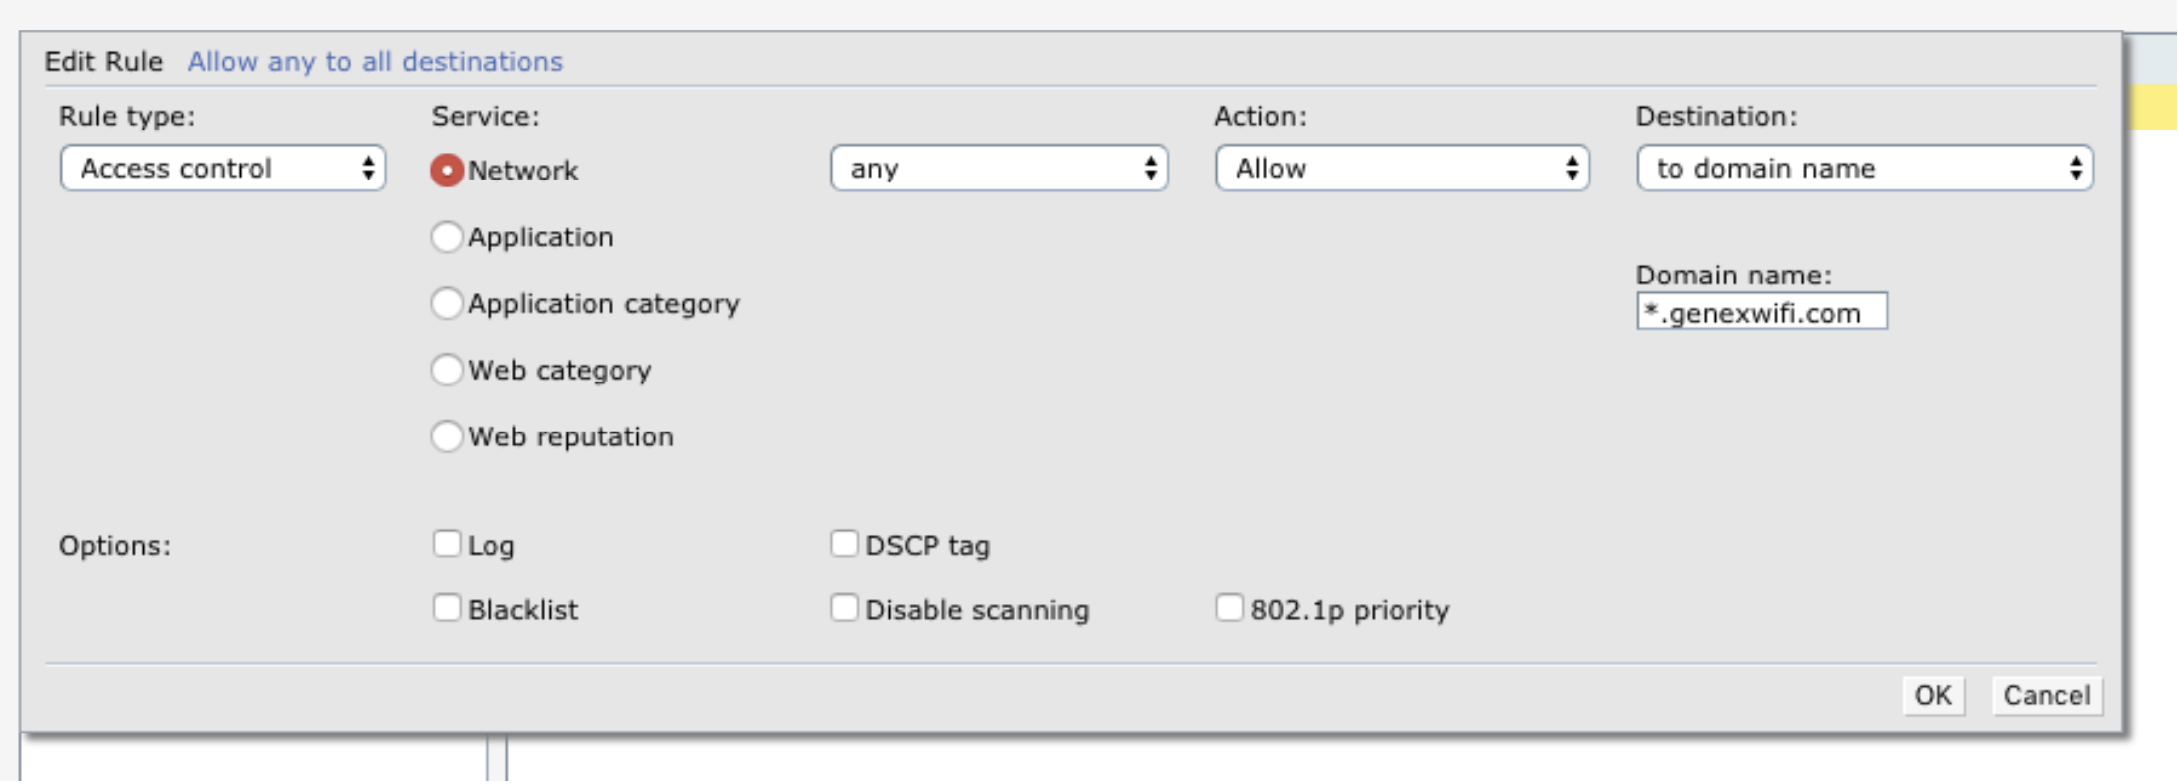 Edit Rule Allow any to all destinations
Rule type: Service: Action: Destination:
Access control Network any Allow to domain name
Application
Domain name:
Application category
*.genexwifi.com
Web category
Web reputation
Options: Log DSCP tag
Blacklist Disable scanning 802.1p priority
OK Cancel